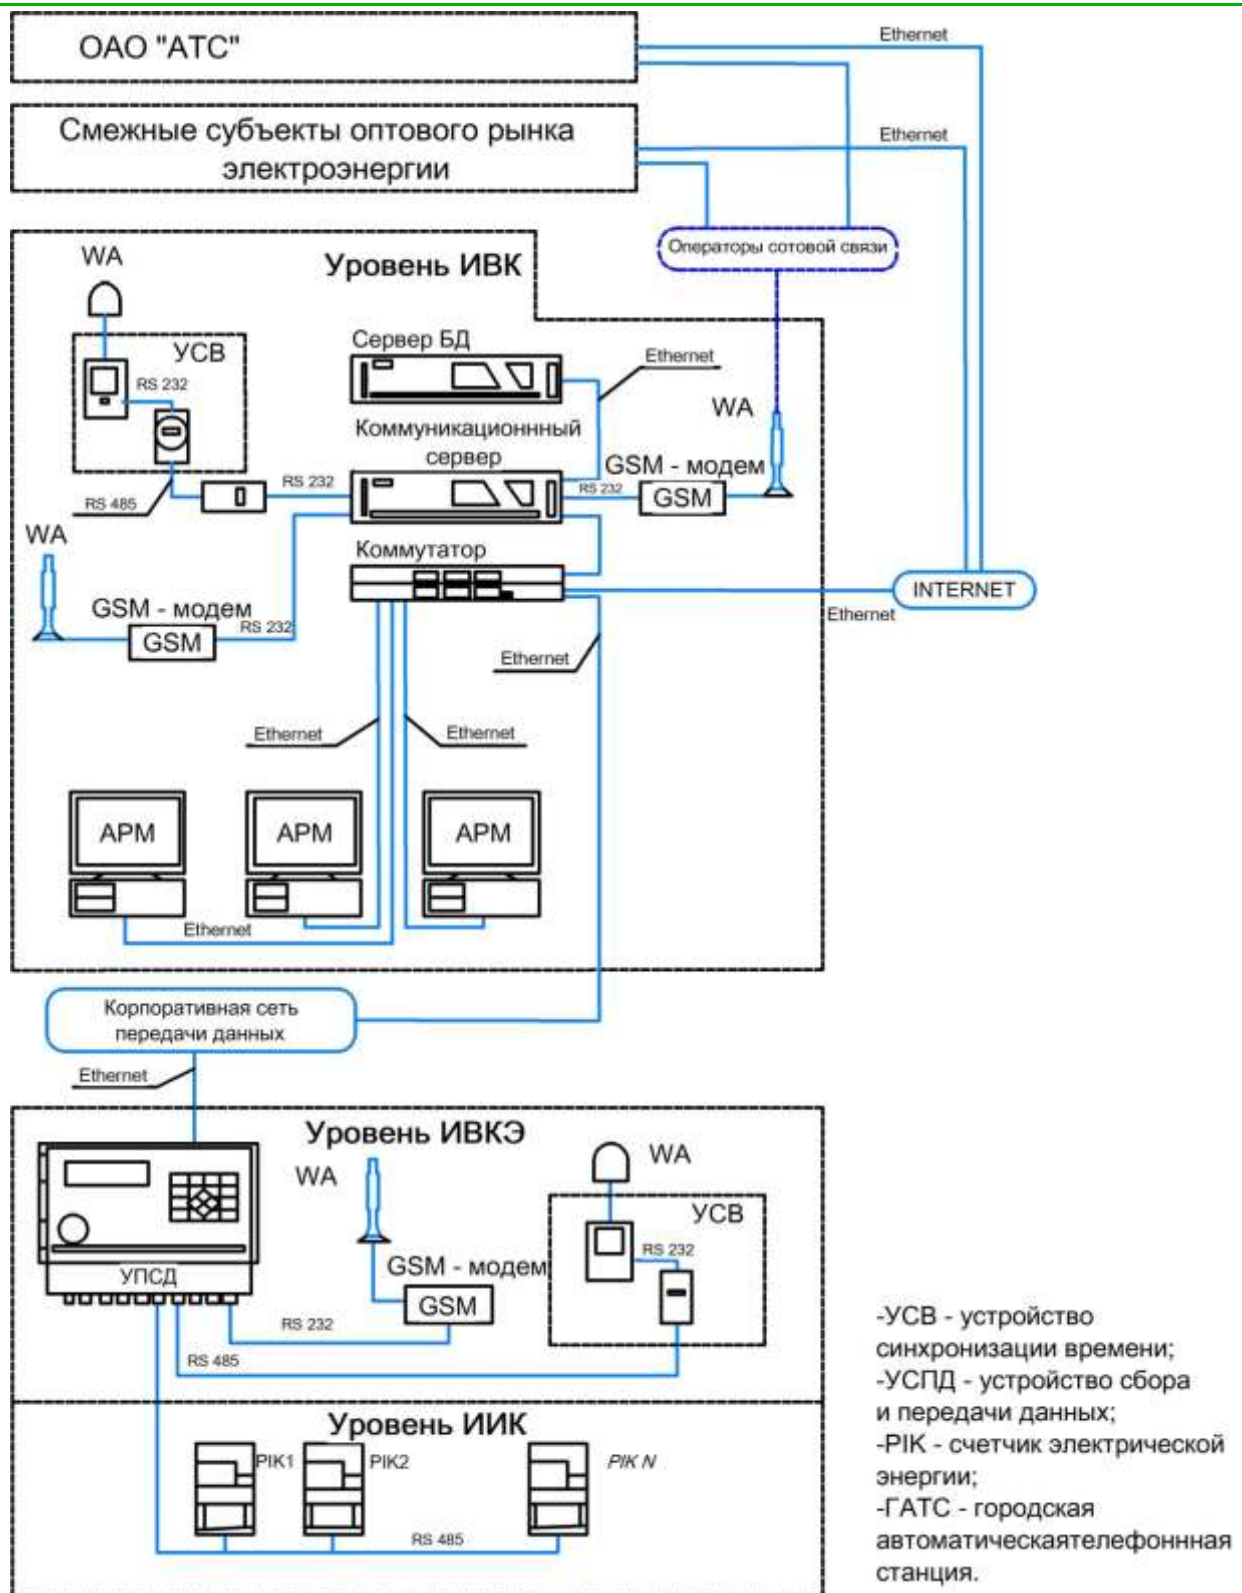 ОАО "АТС"
Ethernet
Смежные субъекты оптового рынка
электроэнергии
Ethernet
Операторы сотовой связи
WA
Уровень ИВК
УСВ
RS 232
Сервер БД
Ethernet
WA
Коммуникационнный
сервер
GSM - модем
RS 232
RS 232
GSM
RS 485
WA
Коммутатор
INTERNET
Ethernet
GSM - модем
RS 232
GSM
Ethernet
Ethernet
Ethernet
АРМ
АРМ
АРМ
Ethernet
Корпоративная сеть
передачи данных
Ethernet
Уровень ИВКЭ
WA
WA
УСВ
RS 232
GSM - модем
УПСД
GSM
RS 232
RS 485
Уровень ИИК
PIK1
PIK2
PIK N
RS 485
-УСВ - устройство
синхронизации времени;
-УСПД - устройство сбора
и передачи данных;
-PIK - счетчик электрической
энергии;
-ГАТС - городская
автоматическаятелефоннная
станция.